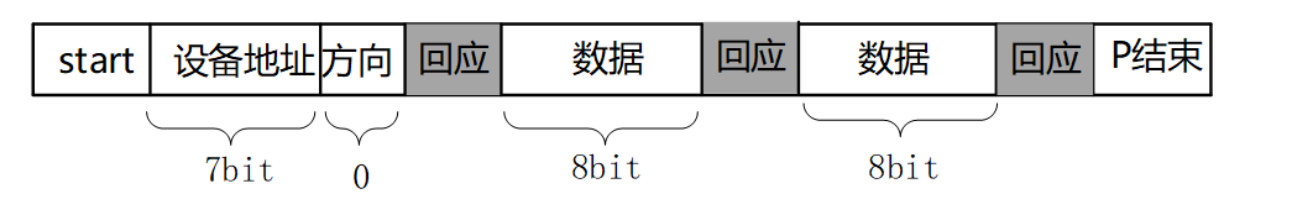 start 设备地址 方向 回应 数据 回应 数据 回应 P结束
7bit 0 8bit 8bit